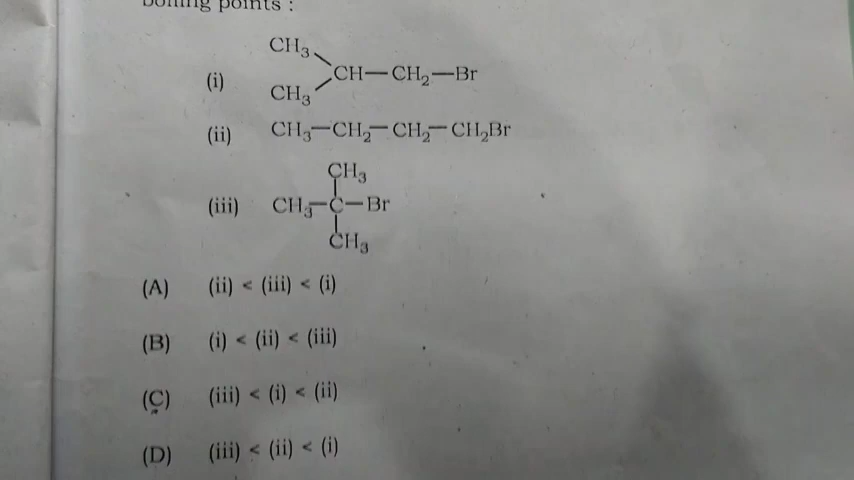 boiling points :
CH₃
(i) CH—CH₂—Br
CH₃
(ii) CH₃—CH₂—CH₂—CH₂Br
CH₃
(iii) CH₃—C—Br
CH₃
(A) (ii) < (iii) < (i)
(B) (i) < (ii) < (iii)
(C) (iii) < (i) < (ii)
(D) (iii) < (ii) < (i)